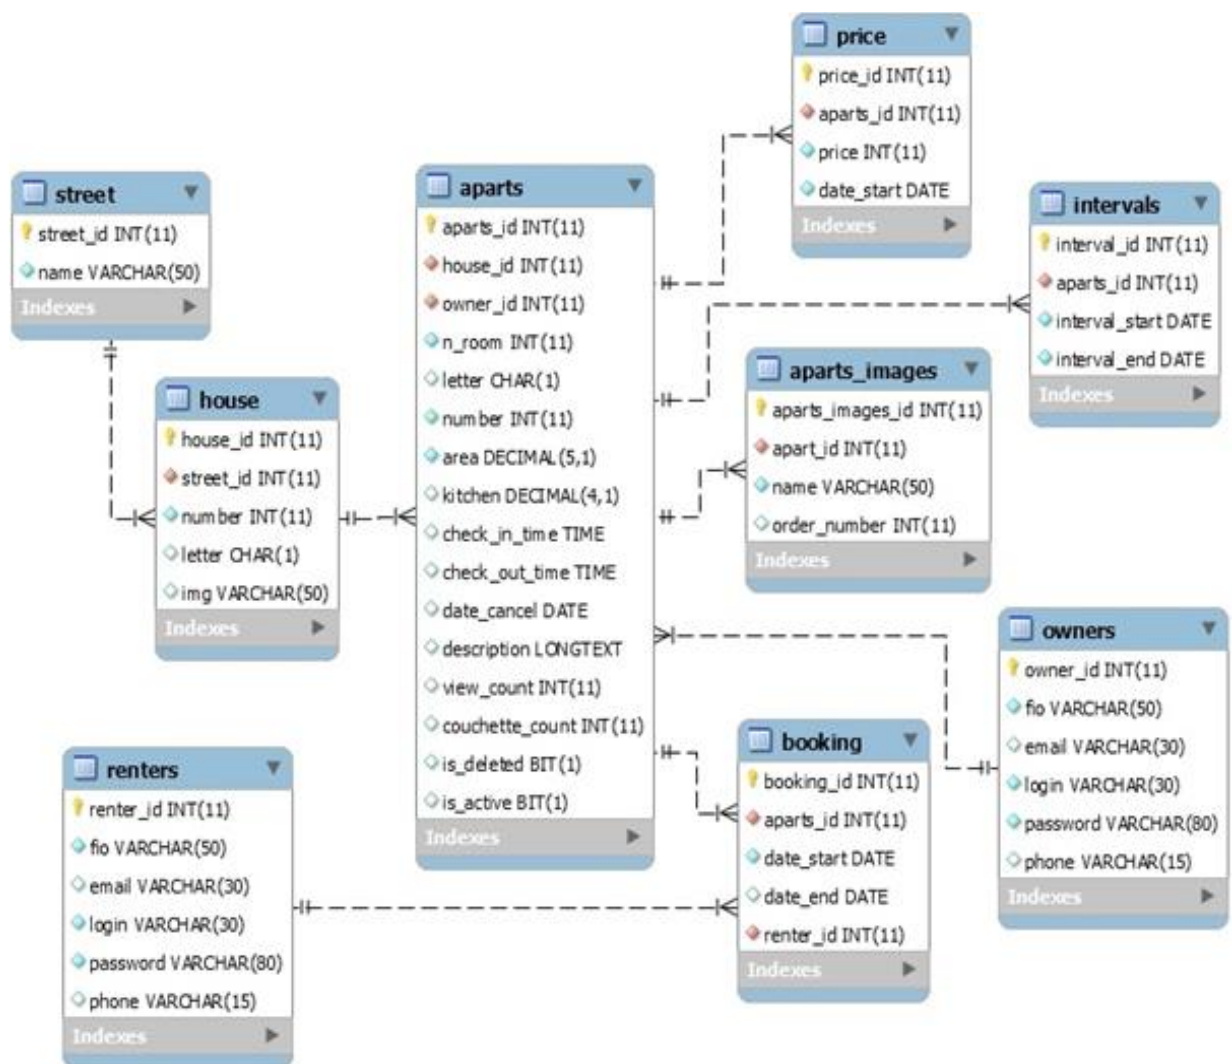 street
street_id INT(11)
name VARCHAR(50)
Indexes
house
house_id INT(11)
street_id INT(11)
number INT(11)
letter CHAR(1)
img VARCHAR(50)
Indexes
renters
renter_id INT(11)
fio VARCHAR(50)
email VARCHAR(30)
login VARCHAR(30)
password VARCHAR(80)
phone VARCHAR(15)
Indexes
aparts
aparts_id INT(11)
house_id INT(11)
owner_id INT(11)
n_room INT(11)
letter CHAR(1)
number INT(11)
area DECIMAL(5,1)
kitchen DECIMAL(4,1)
check_in_time TIME
check_out_time TIME
date_cancel DATE
description LONGTEXT
view_count INT(11)
couchette_count INT(11)
is_deleted BIT(1)
is_active BIT(1)
Indexes
price
price_id INT(11)
aparts_id INT(11)
price INT(11)
date_start DATE
Indexes
intervals
interval_id INT(11)
aparts_id INT(11)
interval_start DATE
interval_end DATE
Indexes
aparts_images
aparts_images_id INT(11)
apart_id INT(11)
name VARCHAR(50)
order_number INT(11)
Indexes
owners
owner_id INT(11)
fio VARCHAR(50)
email VARCHAR(30)
login VARCHAR(30)
password VARCHAR(80)
phone VARCHAR(15)
Indexes
booking
booking_id INT(11)
aparts_id INT(11)
date_start DATE
date_end DATE
renter_id INT(11)
Indexes